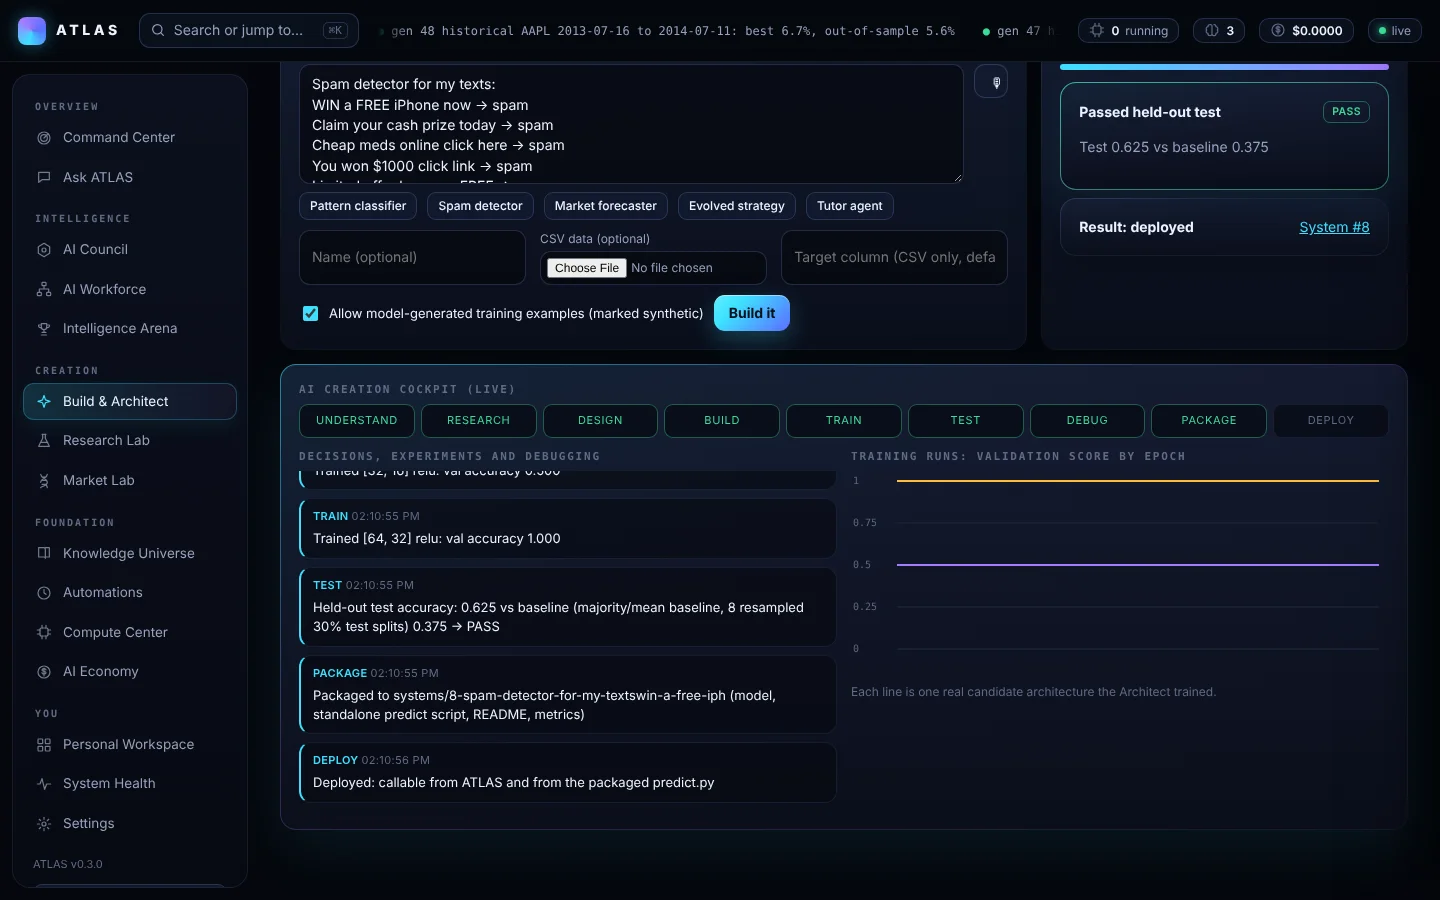 ATLAS
Search or jump to... ⌘K
gen 48 historical AAPL 2013-07-16 to 2014-07-11: best 6.7%, out-of-sample 5.6%
gen 47
0 running
3
$0.0000
live
OVERVIEW
Command Center
Ask ATLAS
INTELLIGENCE
AI Council
AI Workforce
Intelligence Arena
CREATION
Build & Architect
Research Lab
Market Lab
FOUNDATION
Knowledge Universe
Automations
Compute Center
AI Economy
YOU
Personal Workspace
System Health
Settings
ATLAS v0.3.0
Spam detector for my texts:
WIN a FREE iPhone now → spam
Claim your cash prize today → spam
Cheap meds online click here → spam
You won $1000 click link → spam
Pattern classifier
Spam detector
Market forecaster
Evolved strategy
Tutor agent
Name (optional)
CSV data (optional)
Choose File No file chosen
Target column (CSV only, defa
Allow model-generated training examples (marked synthetic)
Build it
Passed held-out test
PASS
Test 0.625 vs baseline 0.375
Result: deployed
System #8
AI CREATION COCKPIT (LIVE)
UNDERSTAND
RESEARCH
DESIGN
BUILD
TRAIN
TEST
DEBUG
PACKAGE
DEPLOY
DECISIONS, EXPERIMENTS AND DEBUGGING
Trained [32, 16] relu: val accuracy 0.500
TRAIN 02:10:55 PM
Trained [64, 32] relu: val accuracy 1.000
TEST 02:10:55 PM
Held-out test accuracy: 0.625 vs baseline (majority/mean baseline, 8 resampled
30% test splits) 0.375 → PASS
PACKAGE 02:10:55 PM
Packaged to systems/8-spam-detector-for-my-textswin-a-free-iph (model,
standalone predict script, README, metrics)
DEPLOY 02:10:56 PM
Deployed: callable from ATLAS and from the packaged predict.py
TRAINING RUNS: VALIDATION SCORE BY EPOCH
1
0.75
0.5
0.25
0
Each line is one real candidate architecture the Architect trained.